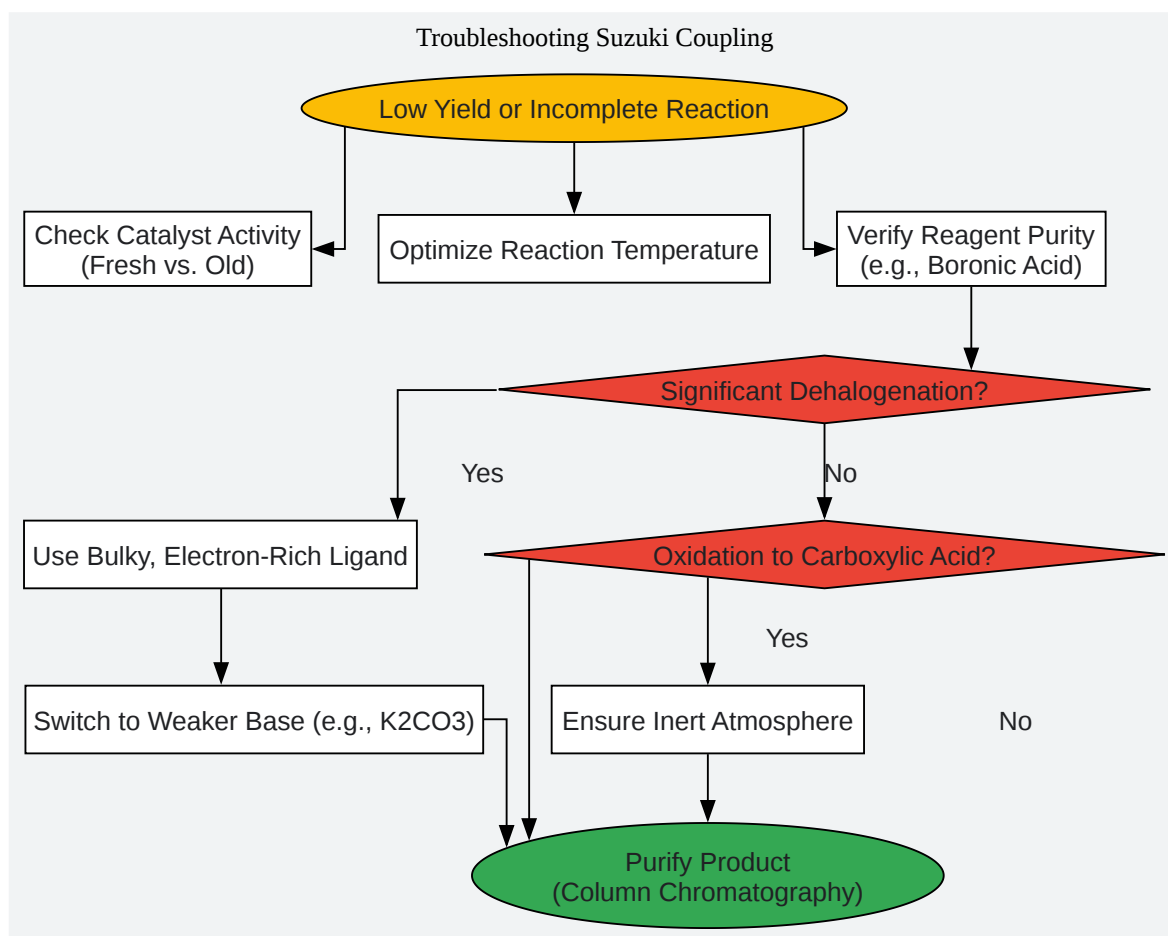 Troubleshooting Suzuki Coupling
Low Yield or Incomplete Reaction
Check Catalyst Activity
(Fresh vs. Old)
Optimize Reaction Temperature
Verify Reagent Purity
(e.g., Boronic Acid)
Significant Dehalogenation?
Yes
No
Use Bulky, Electron-Rich Ligand
Oxidation to Carboxylic Acid?
Yes
Switch to Weaker Base (e.g., K2CO3)
Ensure Inert Atmosphere
No
Purify Product
(Column Chromatography)